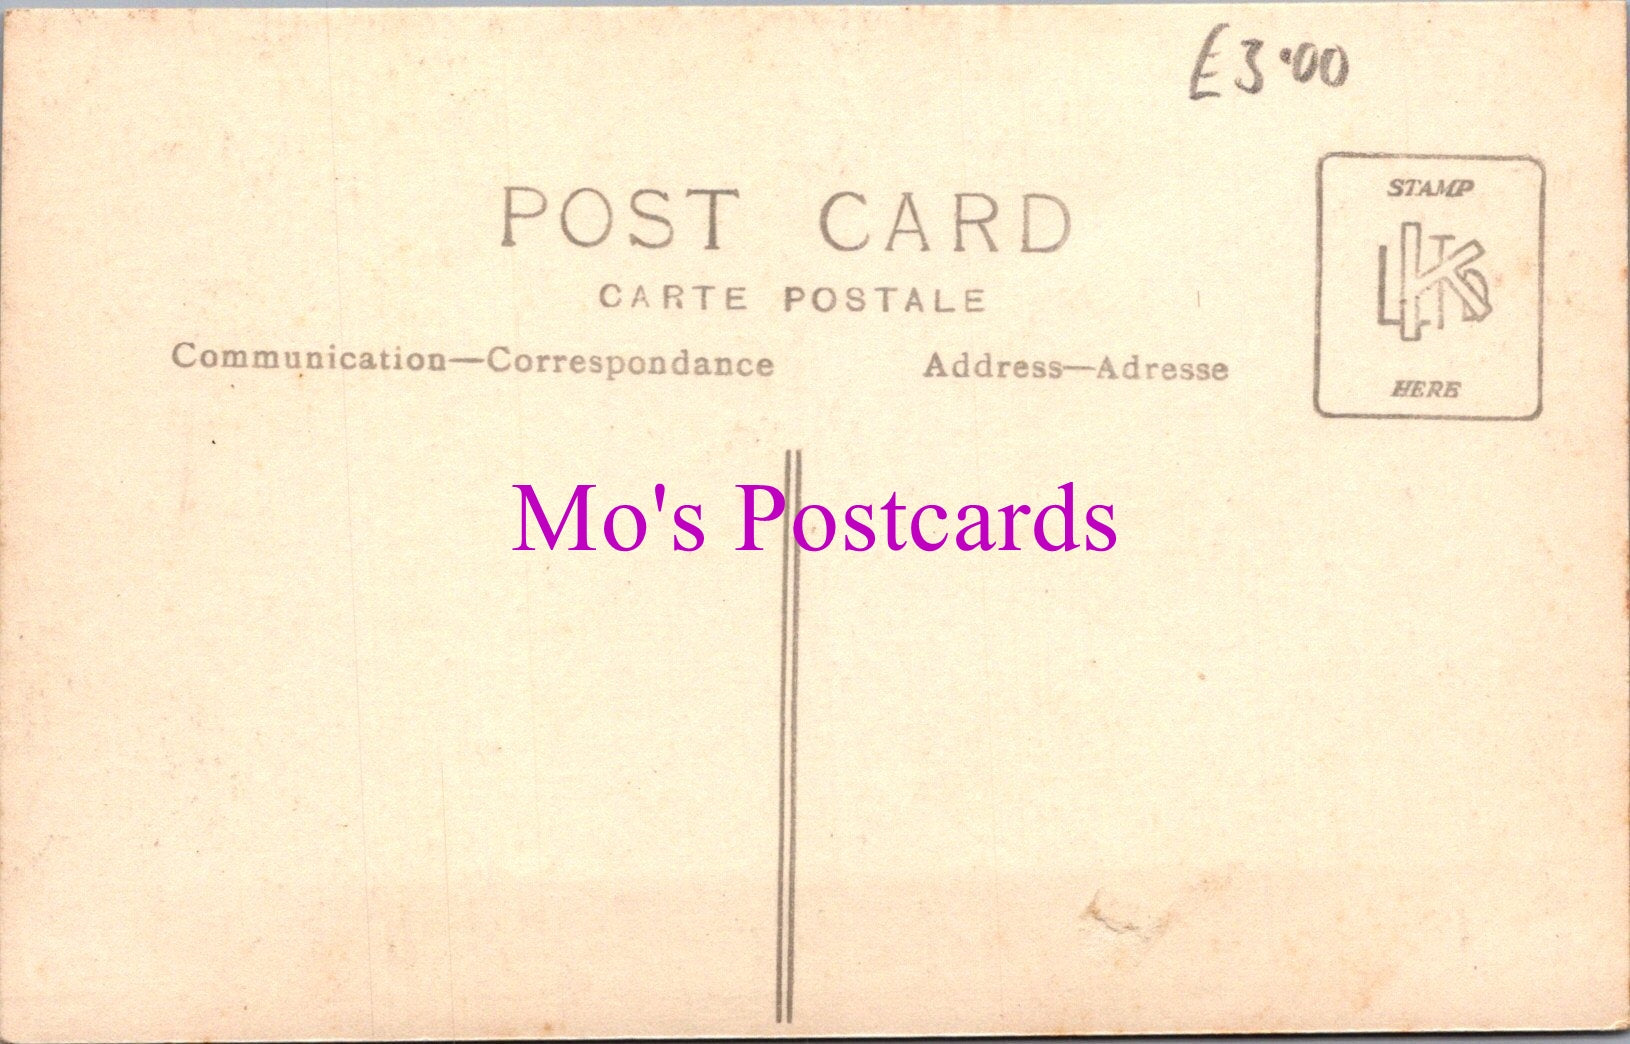 £3.00
POST CARD
CARTE POSTALE
Communication—Correspondance
Address—Adresse
STAMP
HERE
Mo's Postcards